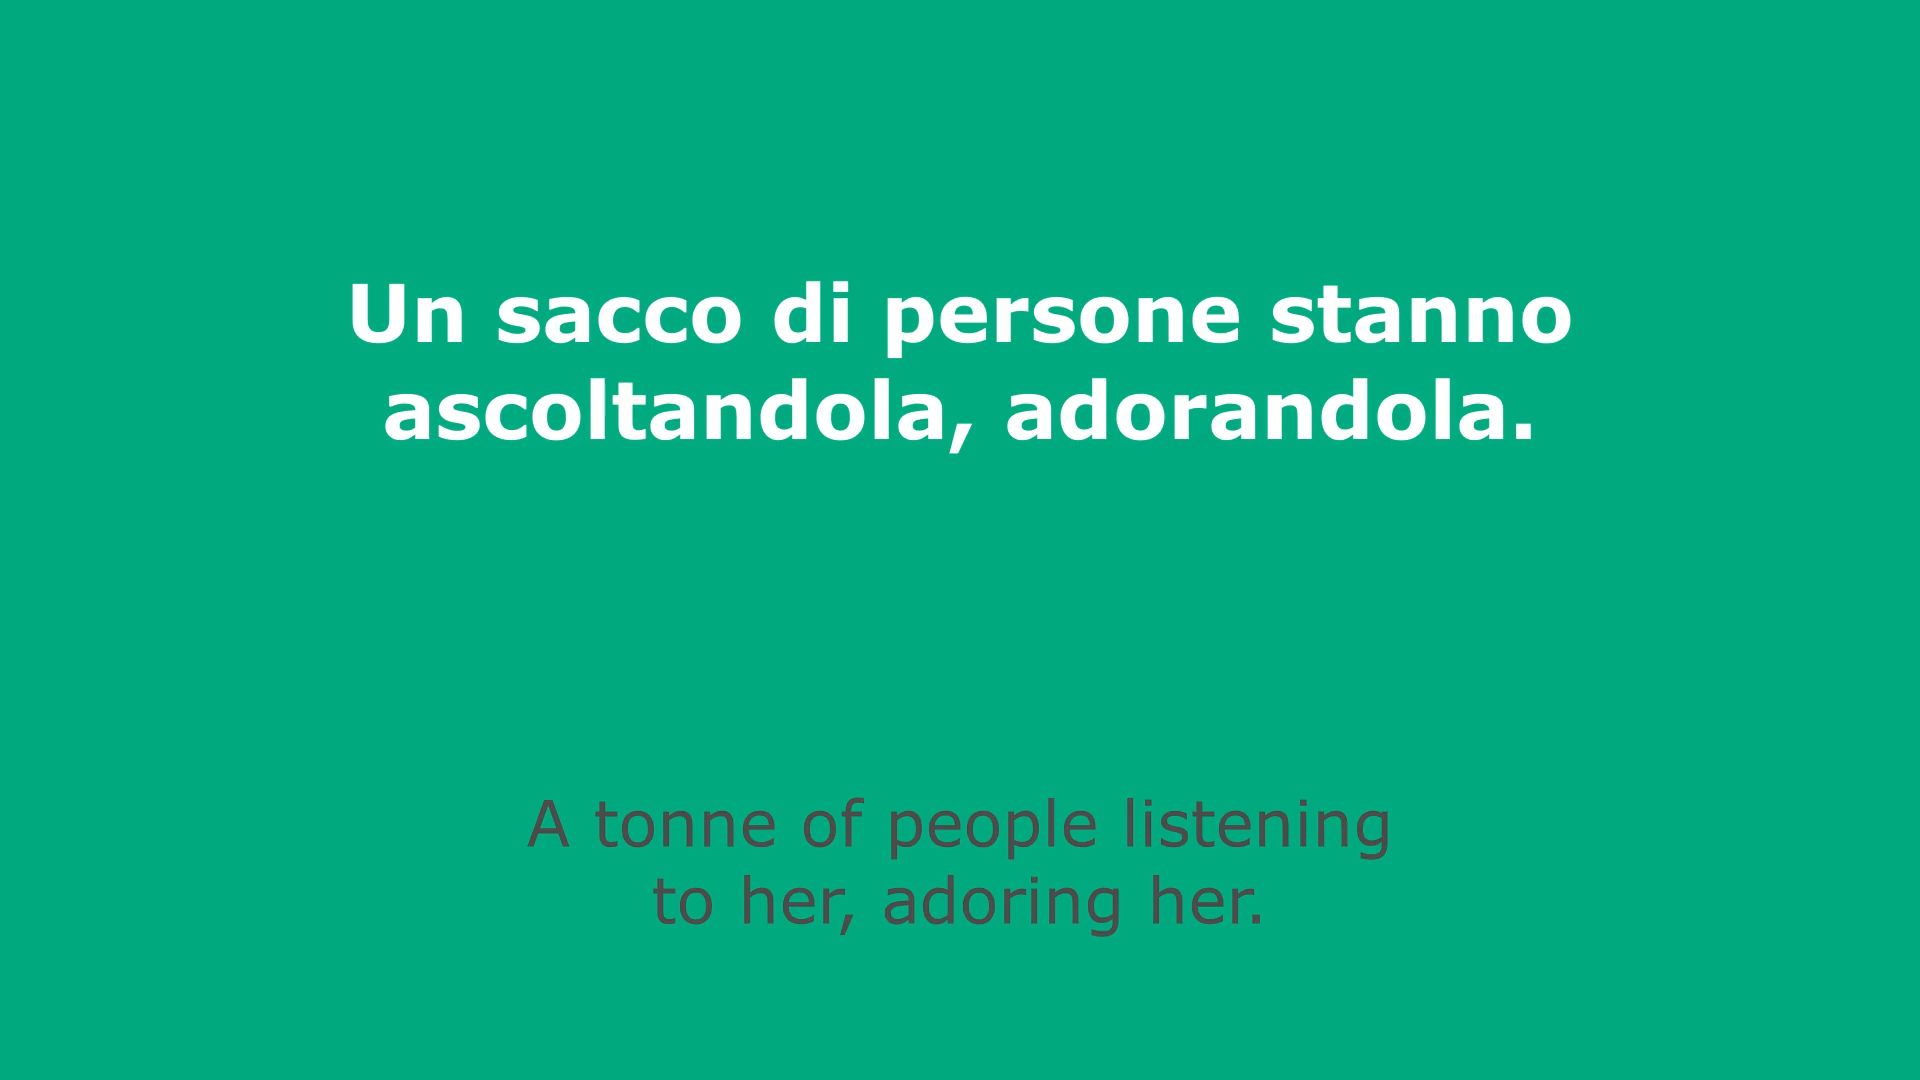 Un sacco di persone stanno
ascoltandola, adorandola.
A tonne of people listening
to her, adoring her.